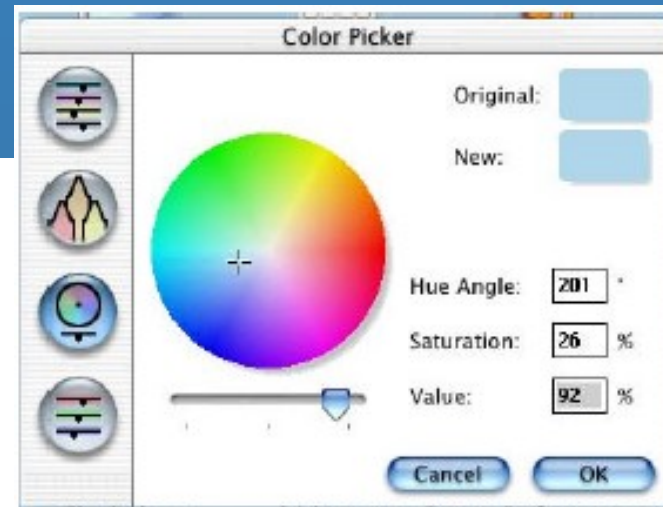 Color Picker
Original:
New:
Hue Angle: 201 °
Saturation: 26 %
Value: 92 %
Cancel OK